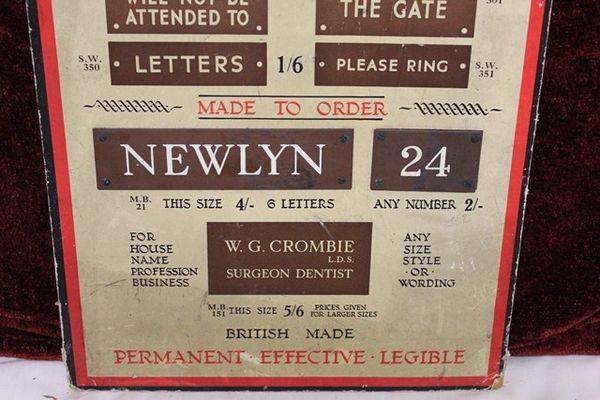 WILL NOT BE
ATTENDED TO
THE GATE
301
S.W.
350
LETTERS
1/6
PLEASE RING
S.W.
351
MADE TO ORDER
NEWLYN
24
M.B.
21
THIS SIZE 4/- 6 LETTERS
ANY NUMBER 2/-
FOR
HOUSE
NAME
PROFESSION
BUSINESS
W. G. CROMBIE
L.D.S.
SURGEON DENTIST
ANY
SIZE
STYLE
· OR ·
WORDING
M.B.
151
THIS SIZE 5/6
PRICES GIVEN
FOR LARGER SIZES
BRITISH MADE
PERMANENT · EFFECTIVE · LEGIBLE